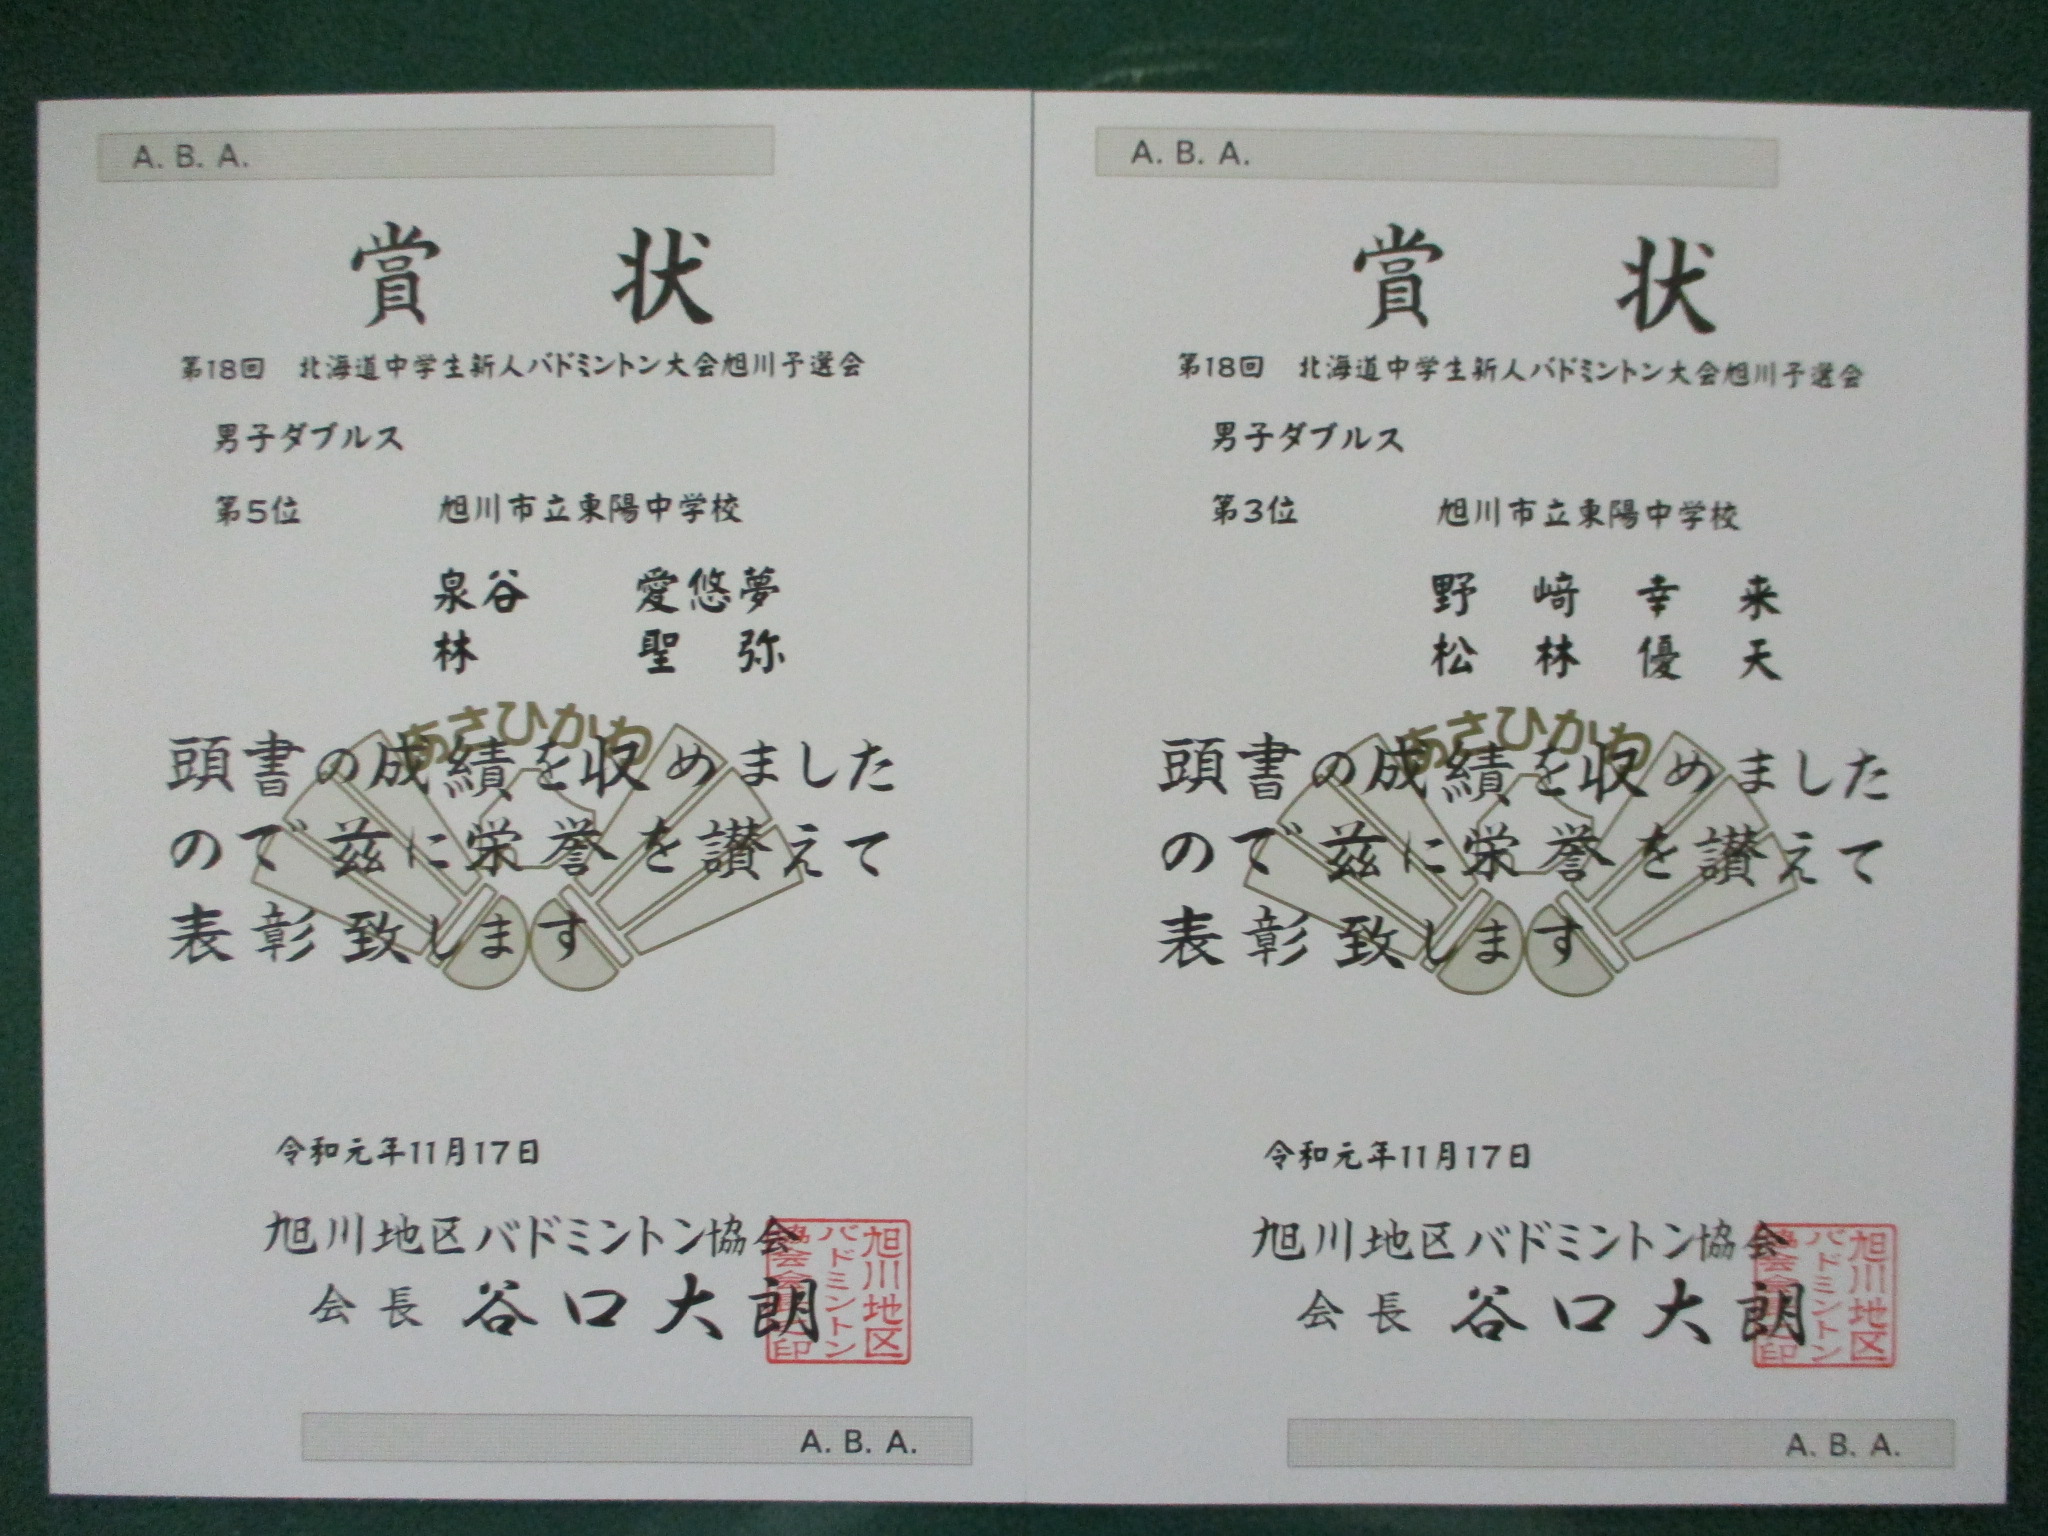 A. B. A.
賞 状
第18回 北海道中学生新人バドミントン大会旭川予選会
男子ダブルス
第5位 旭川市立東陽中学校
泉谷 愛悠夢
林 聖弥
あさひかわ
頭書の成績を収めました
ので茲に栄誉を讃えて
表彰致します
令和元年11月17日
旭川地区バドミントン協会
会長 谷口大朗
旭川地区
バドミントン
A. B. A.
A. B. A.
賞 状
第18回 北海道中学生新人バドミントン大会旭川予選会
男子ダブルス
第3位 旭川市立東陽中学校
野﨑幸来
松林優天
あさひかわ
頭書の成績を収めました
ので茲に栄誉を讃えて
表彰致します
令和元年11月17日
旭川地区バドミントン協会
会長 谷口大朗
旭川地区
バドミントン
A. B. A.